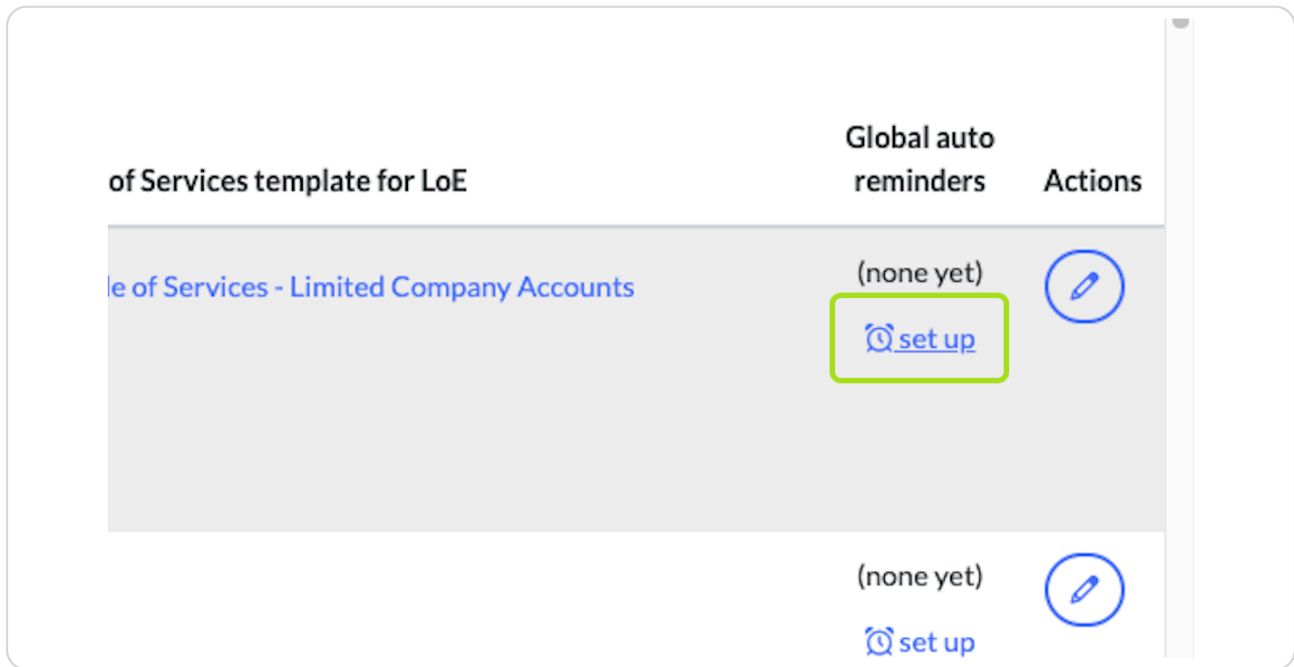 of Services template for LoE
Global auto
reminders
Actions
le of Services - Limited Company Accounts
(none yet)
set up
(none yet)
set up